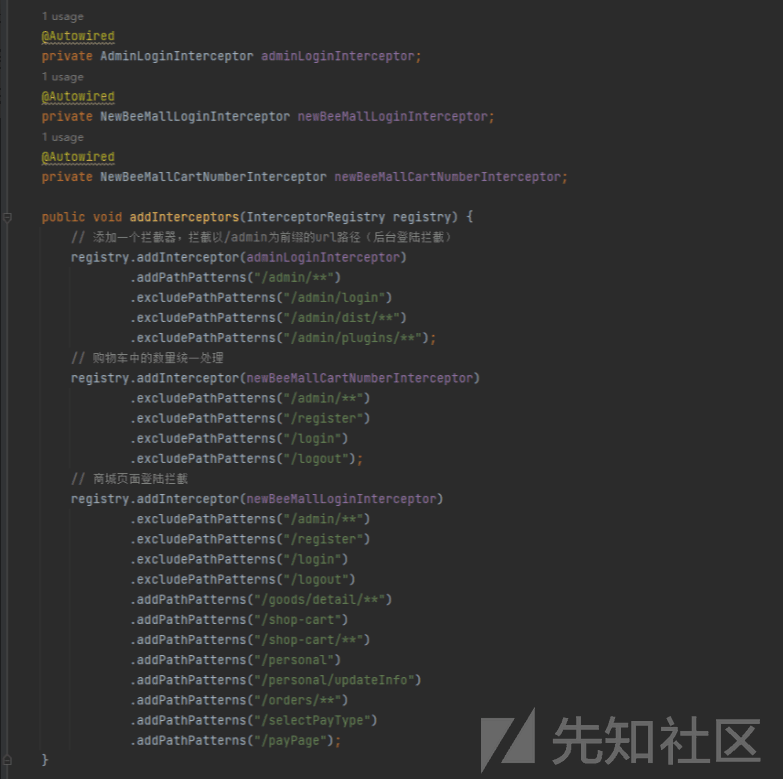 1 usage
@Autowired
private AdminLoginInterceptor adminLoginInterceptor;
1 usage
@Autowired
private NewBeeMallLoginInterceptor newBeeMallLoginInterceptor;
1 usage
@Autowired
private NewBeeMallCartNumberInterceptor newBeeMallCartNumberInterceptor;
public void addInterceptors(InterceptorRegistry registry) {
// 添加一个拦截器，拦截以/admin为前缀的url路径（后台登陆拦截）
registry.addInterceptor(adminLoginInterceptor)
.addPathPatterns("/admin/**")
.excludePathPatterns("/admin/login")
.excludePathPatterns("/admin/dist/**")
.excludePathPatterns("/admin/plugins/**");
// 购物车中的数量统一处理
registry.addInterceptor(newBeeMallCartNumberInterceptor)
.excludePathPatterns("/admin/**")
.excludePathPatterns("/register")
.excludePathPatterns("/login")
.excludePathPatterns("/logout");
// 商城页面登陆拦截
registry.addInterceptor(newBeeMallLoginInterceptor)
.excludePathPatterns("/admin/**")
.excludePathPatterns("/register")
.excludePathPatterns("/login")
.excludePathPatterns("/logout")
.addPathPatterns("/goods/detail/**")
.addPathPatterns("/shop-cart")
.addPathPatterns("/shop-cart/**")
.addPathPatterns("/personal")
.addPathPatterns("/personal/updateInfo")
.addPathPatterns("/orders/**")
.addPathPatterns("/selectPayType")
.addPathPatterns("/payPage");
}
先知社区